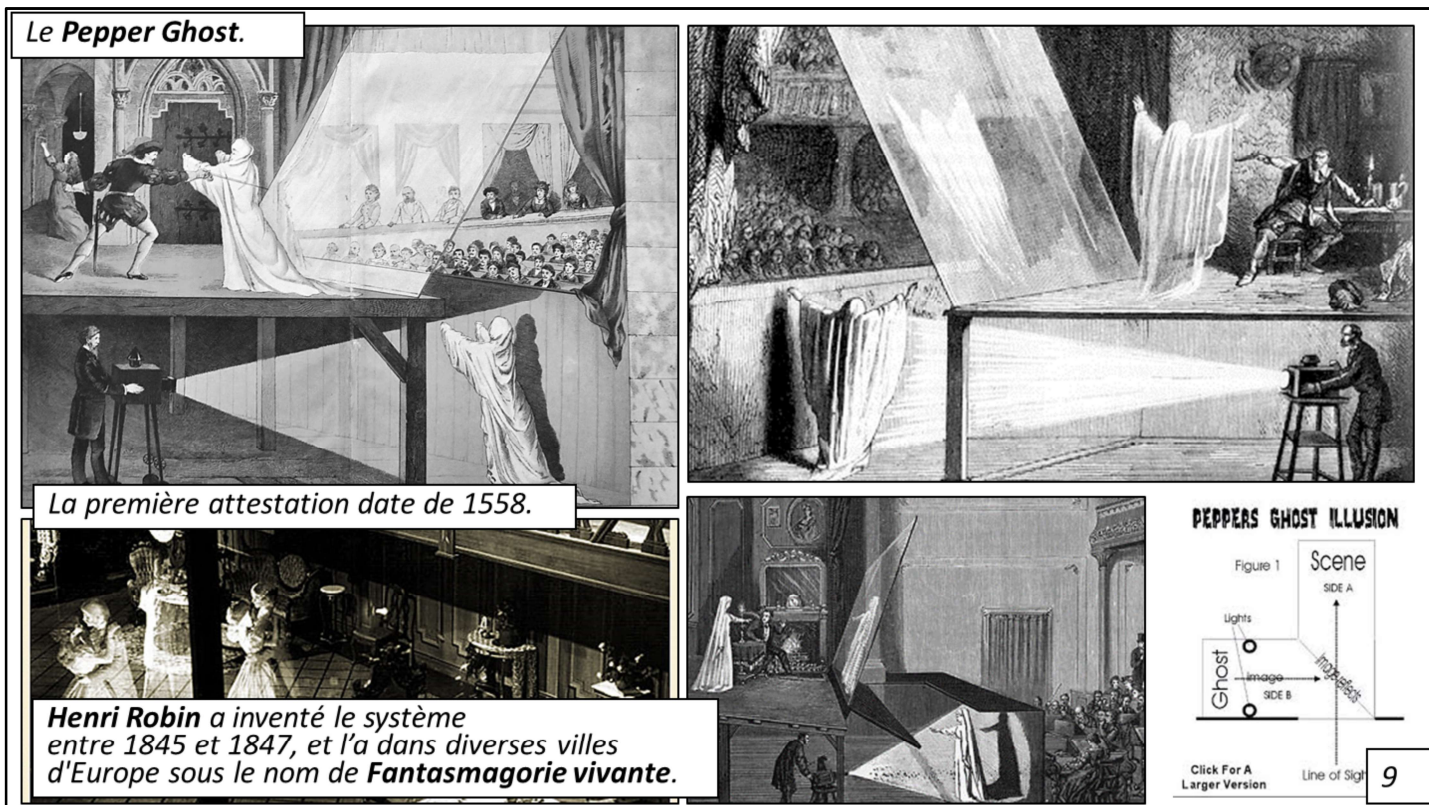 Le Pepper Ghost.
La première attestation date de 1558.
Henri Robin a inventé le système
entre 1845 et 1847, et l’a dans diverses villes
d'Europe sous le nom de Fantasmagorie vivante.
PEPPERS GHOST ILLUSION
Figure 1
Scene
SIDE A
Lights
Ghost
image
SIDE B
Click For A
Larger Version
Line of Sigh
9